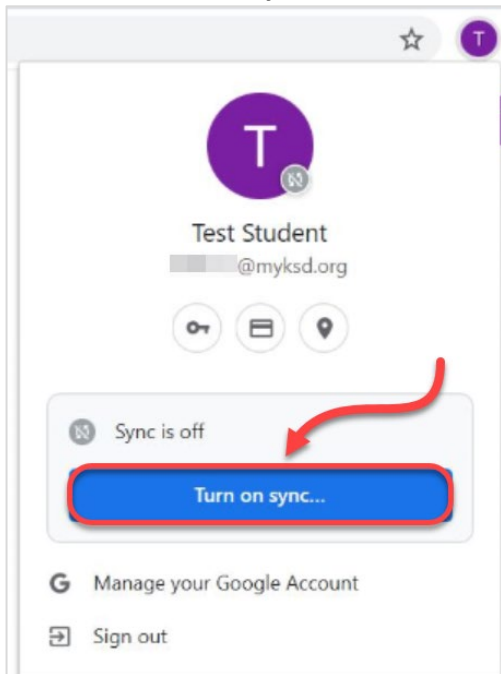 T
T
Test Student
@myksd.org
Sync is off
Turn on sync...
G Manage your Google Account
Sign out